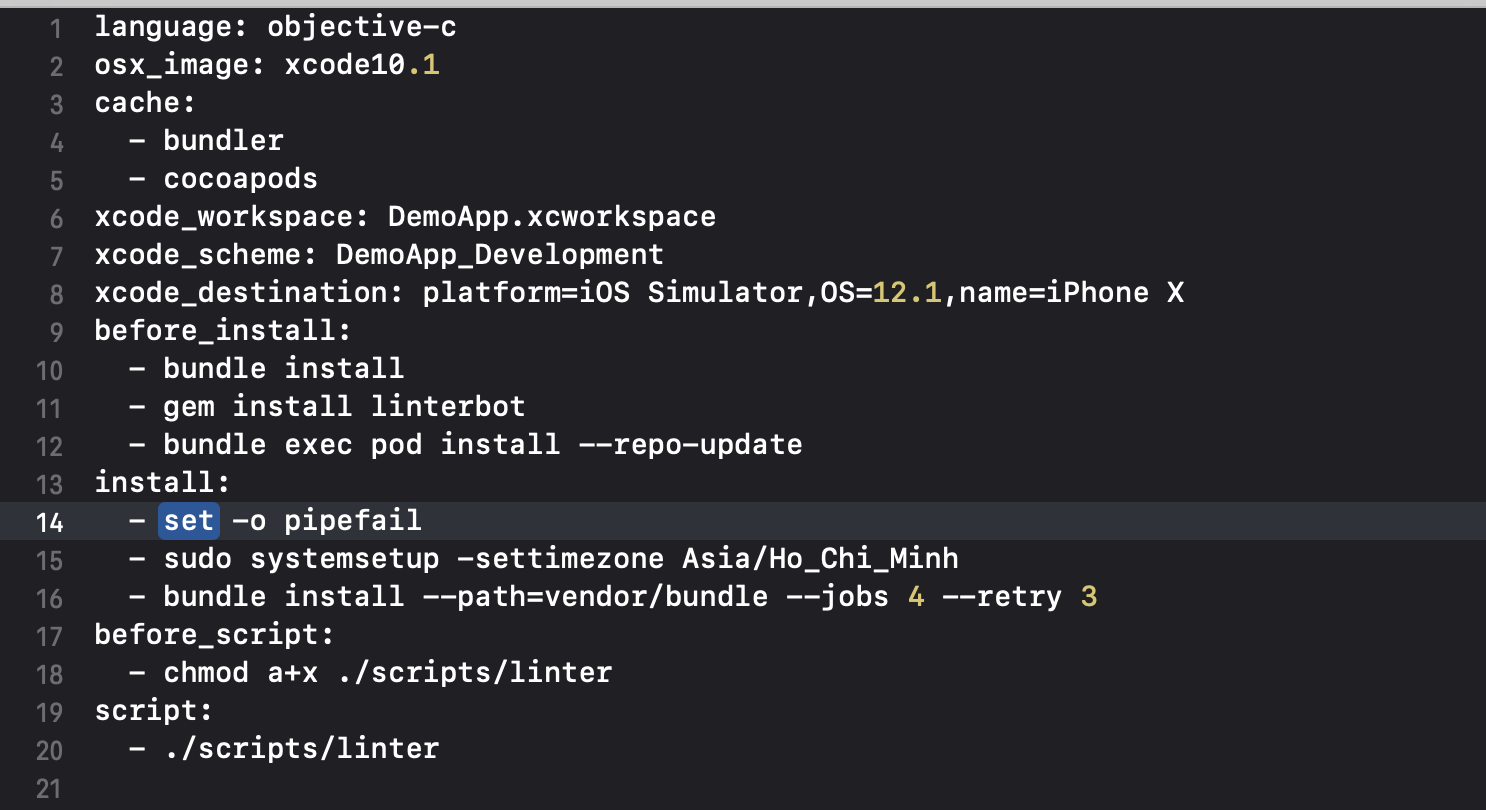 1 language: objective-c
2 osx_image: xcode10.1
3 cache:
4   - bundler
5   - cocoapods
6 xcode_workspace: DemoApp.xcworkspace
7 xcode_scheme: DemoApp_Development
8 xcode_destination: platform=iOS Simulator,OS=12.1,name=iPhone X
9 before_install:
10   - bundle install
11   - gem install linterbot
12   - bundle exec pod install --repo-update
13 install:
14   - set -o pipefail
15   - sudo systemsetup -settimezone Asia/Ho_Chi_Minh
16   - bundle install --path=vendor/bundle --jobs 4 --retry 3
17 before_script:
18   - chmod a+x ./scripts/linter
19 script:
20   - ./scripts/linter
21